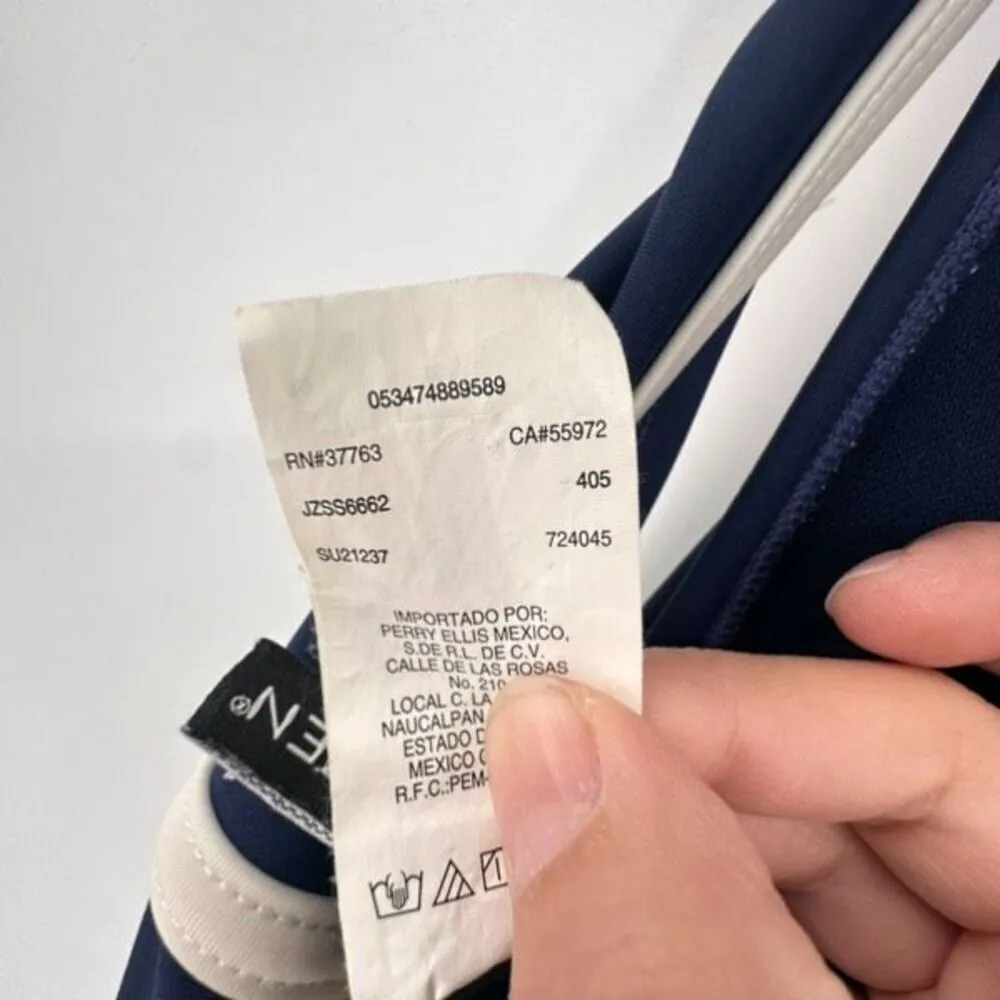 053474889589
RN#37763 CA#55972
JZSS6662 405
SU21237 724045
IMPORTADO POR:
PERRY ELLIS MEXICO,
S.DE R.L. DE C.V.
CALLE DE LAS ROSAS
No. 210
LOCAL C. LA
NAUCALPAN
ESTADO D
MEXICO
R.F.C.:PEM-
EN®